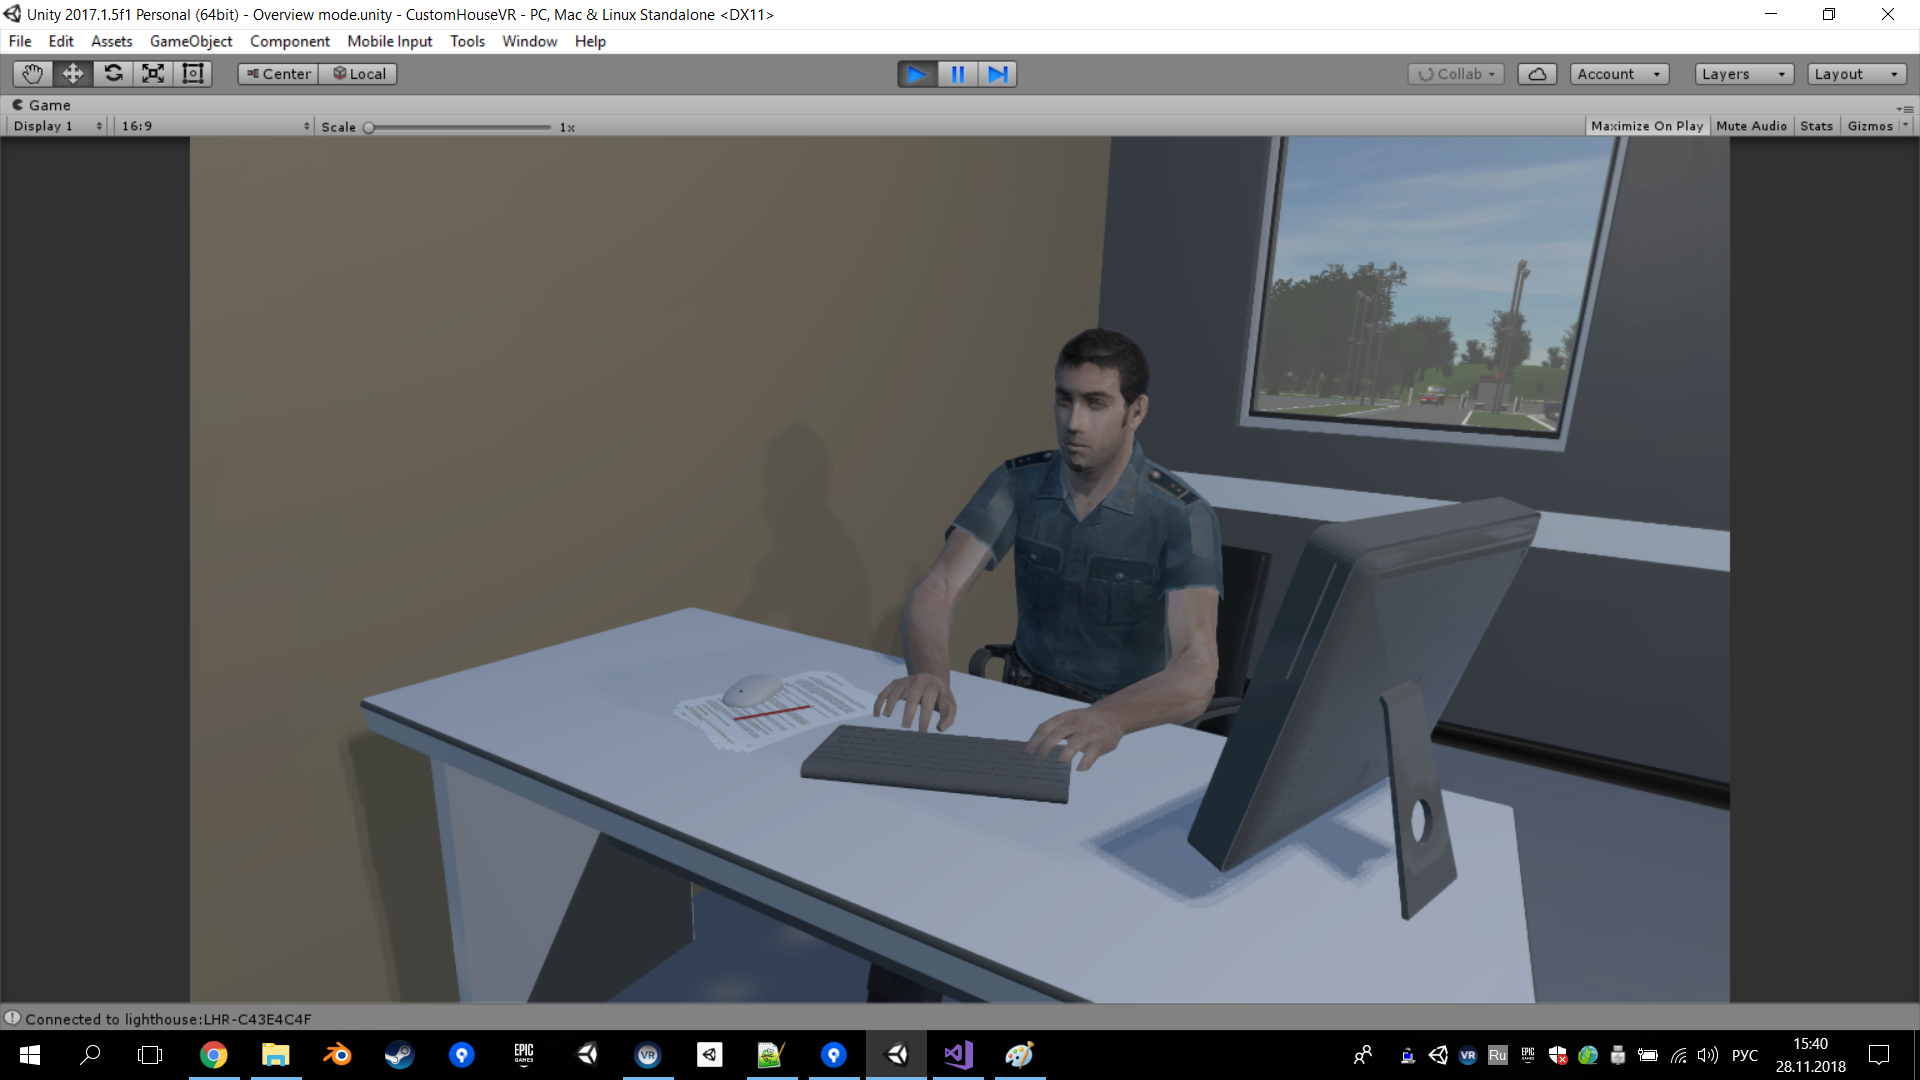 Unity 2017.1.5f1 Personal (64bit) - Overview mode.unity - CustomHouseVR - PC, Mac & Linux Standalone <DX11>
File Edit Assets GameObject Component Mobile Input Tools Window Help
Center Local Collab Account Layers Layout
Game
Display 1 16:9 Scale 1x Maximize On Play Mute Audio Stats Gizmos
Connected to lighthouse:LHR-C43E4C4F
EPIC GAMES VR VR Ru EPIC GAMES РУС 15:40
28.11.2018